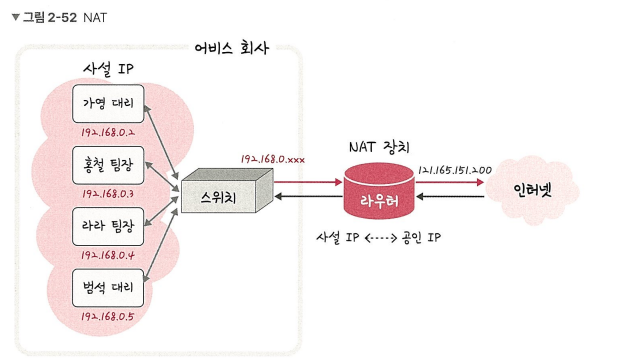 ▼ 그림 2-52 NAT
어비스 회사
사설 IP
가영 대리
192.168.0.2
홍철 팀장
192.168.0.3
라라 팀장
192.168.0.4
범석 대리
192.168.0.5
스위치
192.168.0.xxx
NAT 장치
라우터
121.165.151.200
인터넷
사설 IP <----> 공인 IP